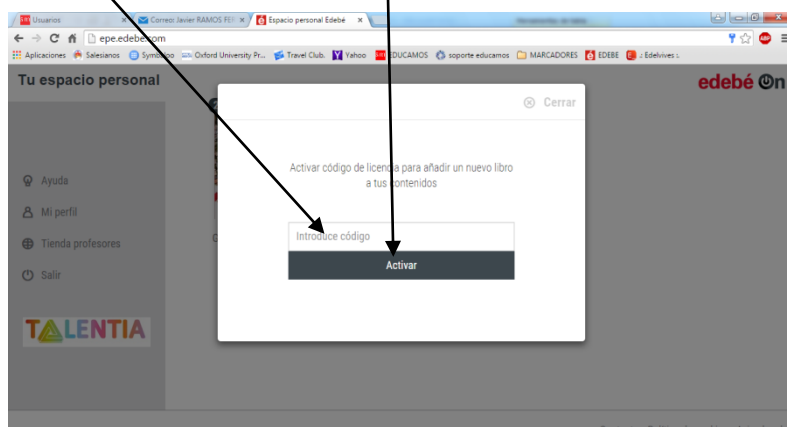 Usuarios
Correo: Javier RAMOS FER
Espacio personal Edebé
epe.edebe.com
Aplicaciones
Salesianos
Oxford University Pr...
Travel Club.
Yahoo
EDUCAMOS
soporte educamos
MARCADORES
EDEBE
: Edelvives :.
Tu espacio personal
edebé On
Cerrar
Activar código de licencia para añadir un nuevo libro
a tus contenidos
Ayuda
Mi perfil
Tienda profesores
Salir
Introduce código
Activar
TALENTIA